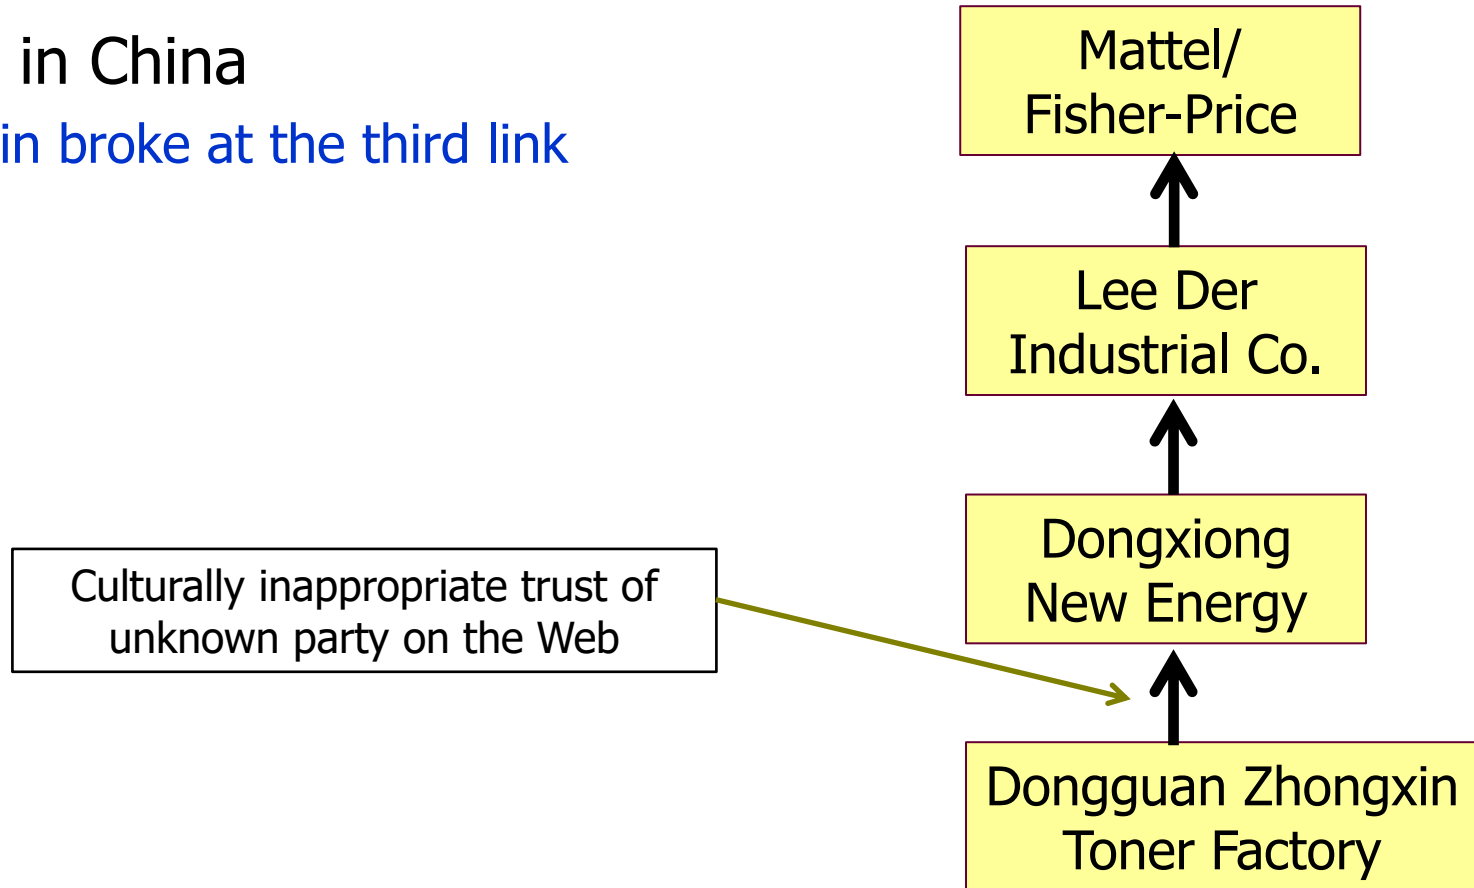 in China
in broke at the third link
Mattel/
Fisher-Price
Lee Der
Industrial Co.
Dongxiong
New Energy
Culturally inappropriate trust of
unknown party on the Web
Dongguan Zhongxin
Toner Factory